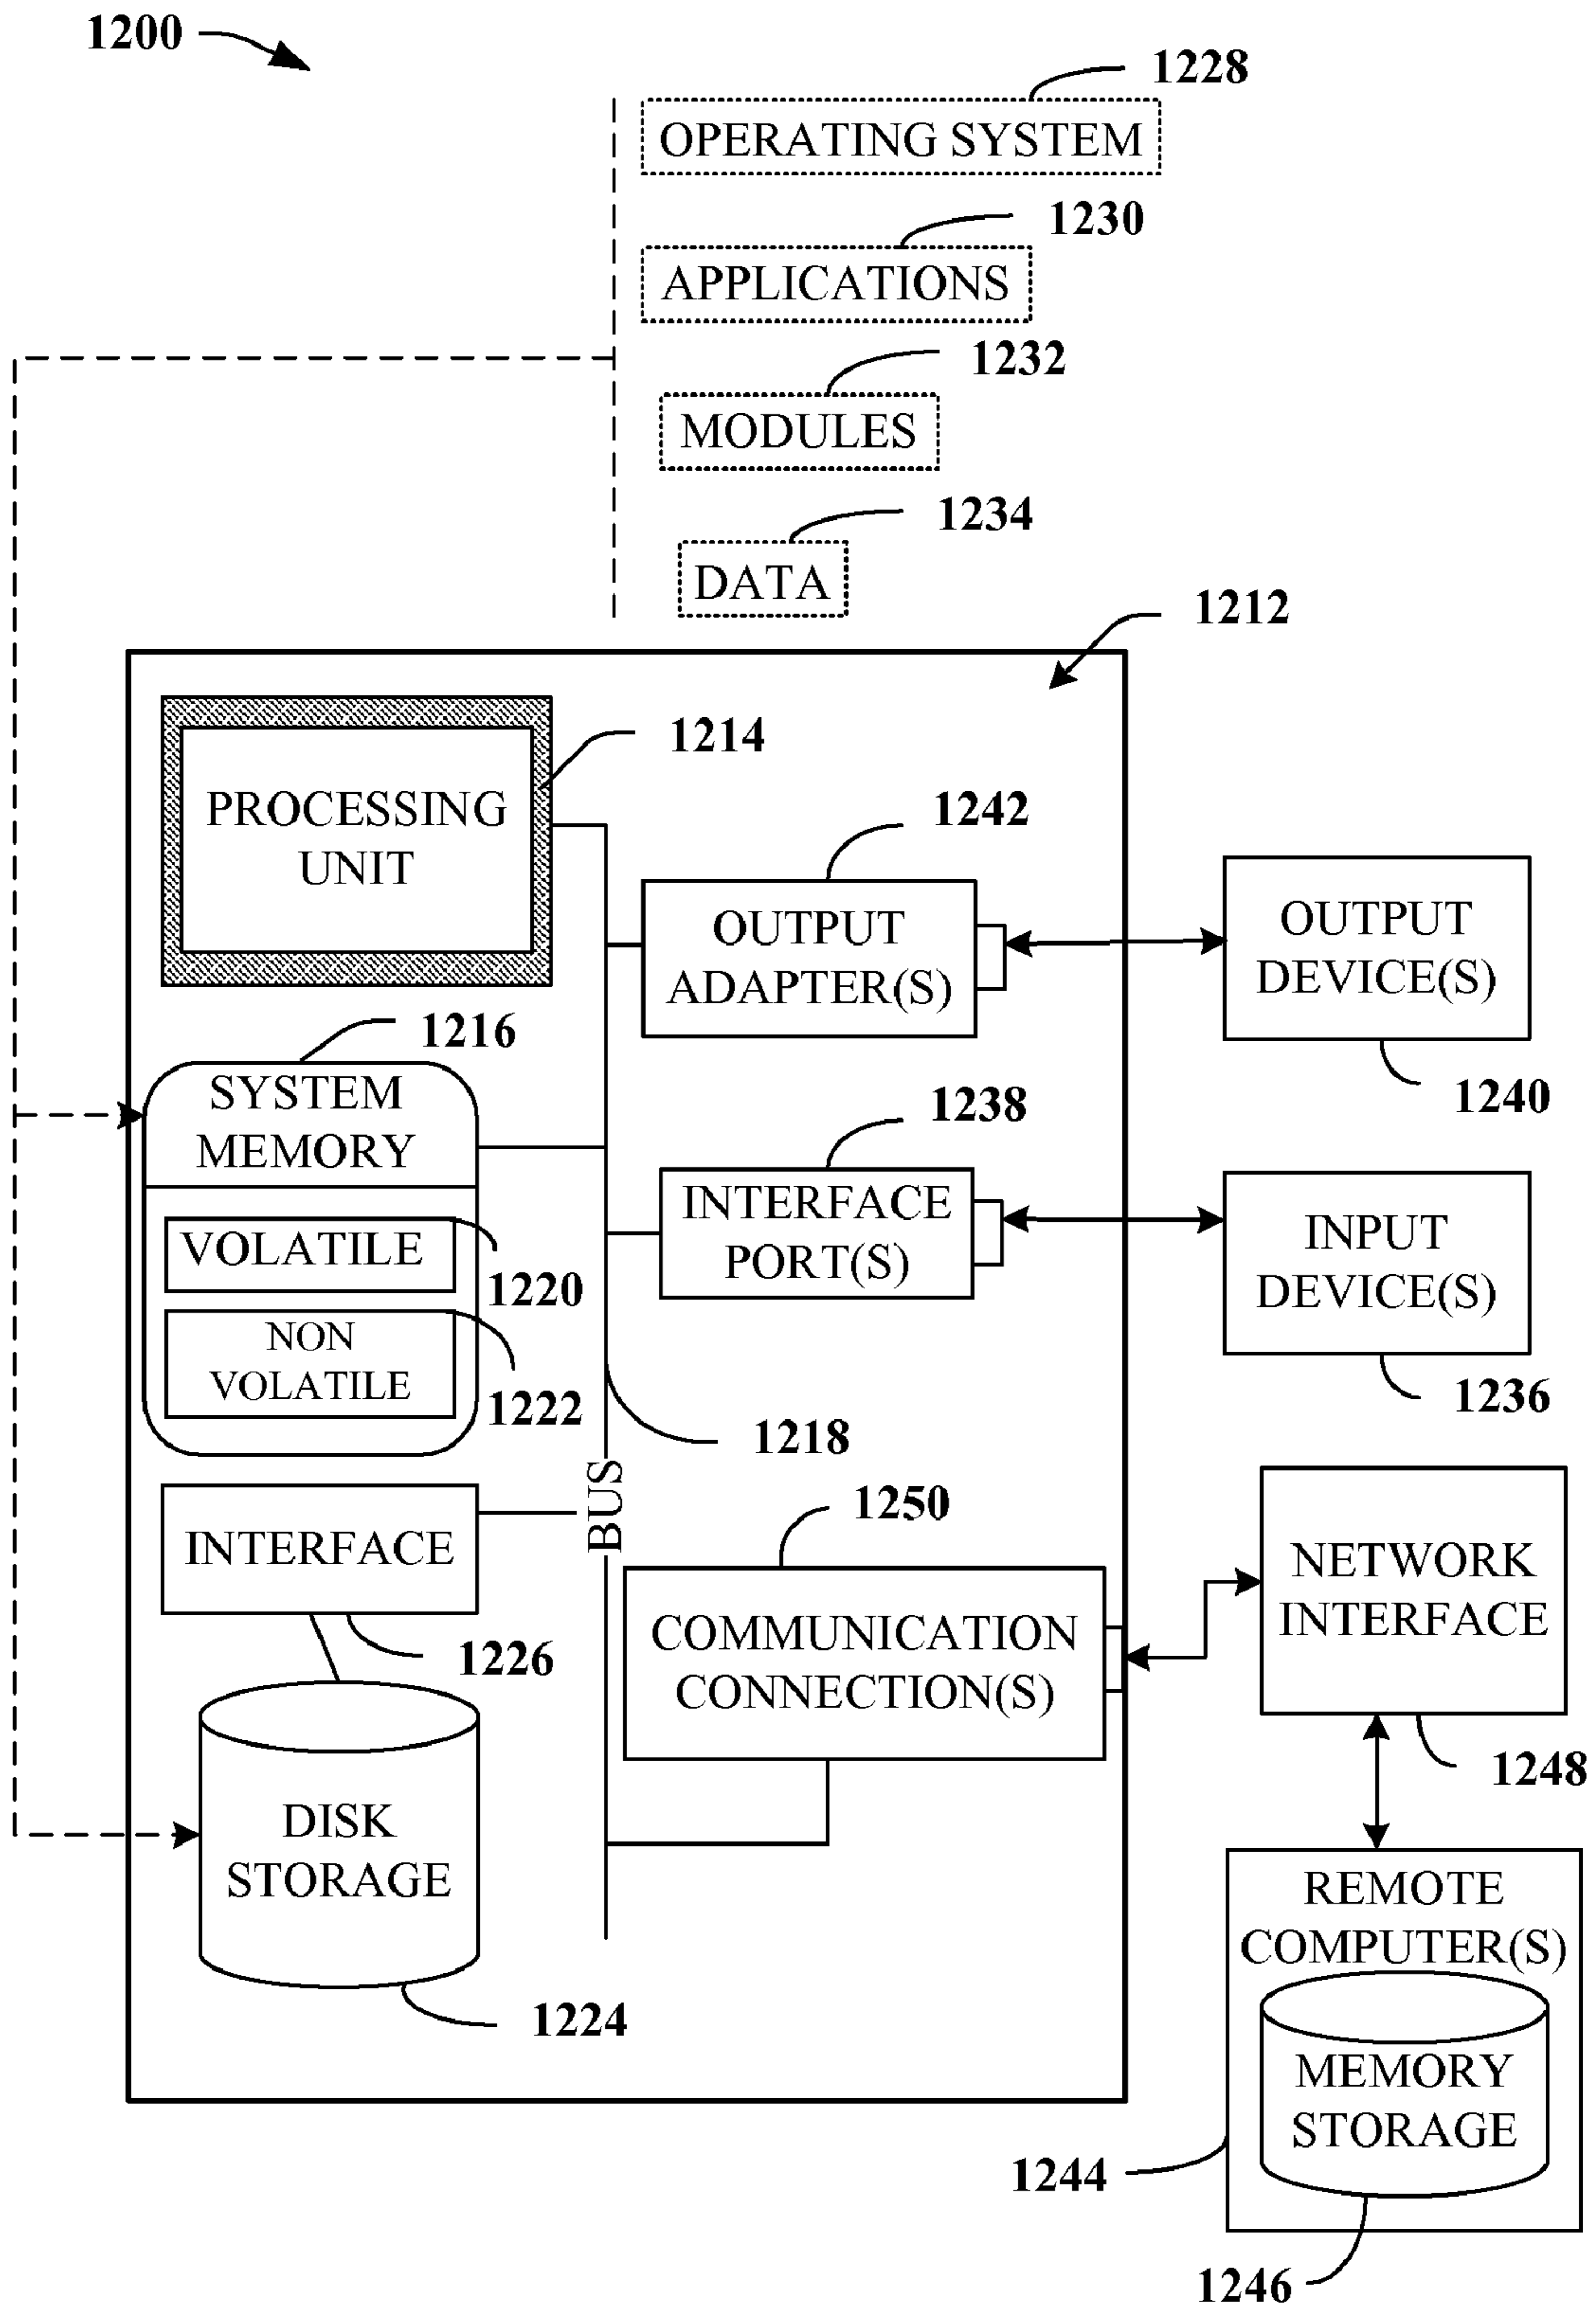 1200
1228
OPERATING SYSTEM
1230
APPLICATIONS
1232
MODULES
1234
DATA
1212
1214
PROCESSING
UNIT
1242
OUTPUT
ADAPTER(S)
OUTPUT
DEVICE(S)
1240
1216
SYSTEM
MEMORY
1238
INTERFACE
PORT(S)
INPUT
DEVICE(S)
1236
VOLATILE
1220
NON
VOLATILE
1222
1218
BUS
1250
INTERFACE
1226
COMMUNICATION
CONNECTION(S)
NETWORK
INTERFACE
1248
DISK
STORAGE
1224
REMOTE
COMPUTER(S)
MEMORY
STORAGE
1244
1246